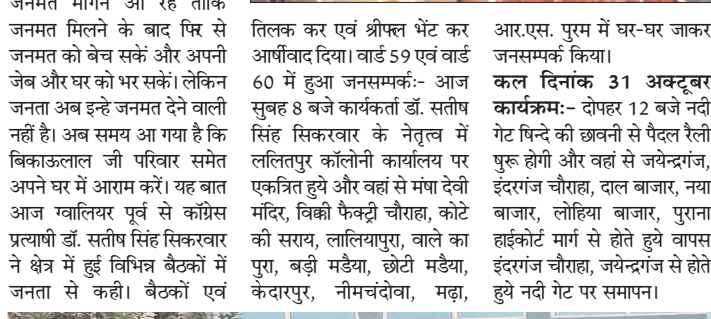 जनमत मांगने आ रहे ताकि
जनमत मिलने के बाद फिर से
जनमत को बेच सकें और अपनी
जेब और घर को भर सकें। लेकिन
जनता अब इन्हे जनमत देने वाली
नहीं है। अब समय आ गया है कि
बिकाऊलाल जी परिवार समेत
अपने घर में आराम करें। यह बात
आज ग्वालियर पूर्व से कॉग्रेस
प्रत्याषी डॉ. सतीष सिंह सिकरवार
ने क्षेत्र में हुई विभिन्न बैठकों में
जनता से कही। बैठकों एवं
तिलक कर एवं श्रीफ्ल भेंट कर
आर्षीवाद दिया। वार्ड 59 एवं वार्ड
60 में हुआ जनसम्पर्कः- आज
सुबह 8 बजे कार्यकर्ता डॉ. सतीष
सिंह सिकरवार के नेतृत्व में
ललितपुर कॉलोनी कार्यालय पर
एकत्रित हुये और वहां से मंषा देवी
मंदिर, विक्की फैक्ट्री चौराहा, कोटे
की सराय, लालियापुरा, वाले का
पुरा, बड़ी मडैया, छोटी मडैया,
केदारपुर, नीमचंदोवा, मढ़ा,
आर.एस. पुरम में घर-घर जाकर
जनसम्पर्क किया।
कल दिनांक 31 अक्टूबर
कार्यक्रमः- दोपहर 12 बजे नदी
गेट षिन्दे की छावनी से पैदल रैली
षुरू होगी और वहां से जयेन्द्रगंज,
इंदरगंज चौराहा, दाल बाजार, नया
बाजार, लोहिया बाजार, पुराना
हाईकोर्ट मार्ग से होते हुये वापस
इंदरगंज चौराहा, जयेन्द्रगंज से होते
हुये नदी गेट पर समापन।